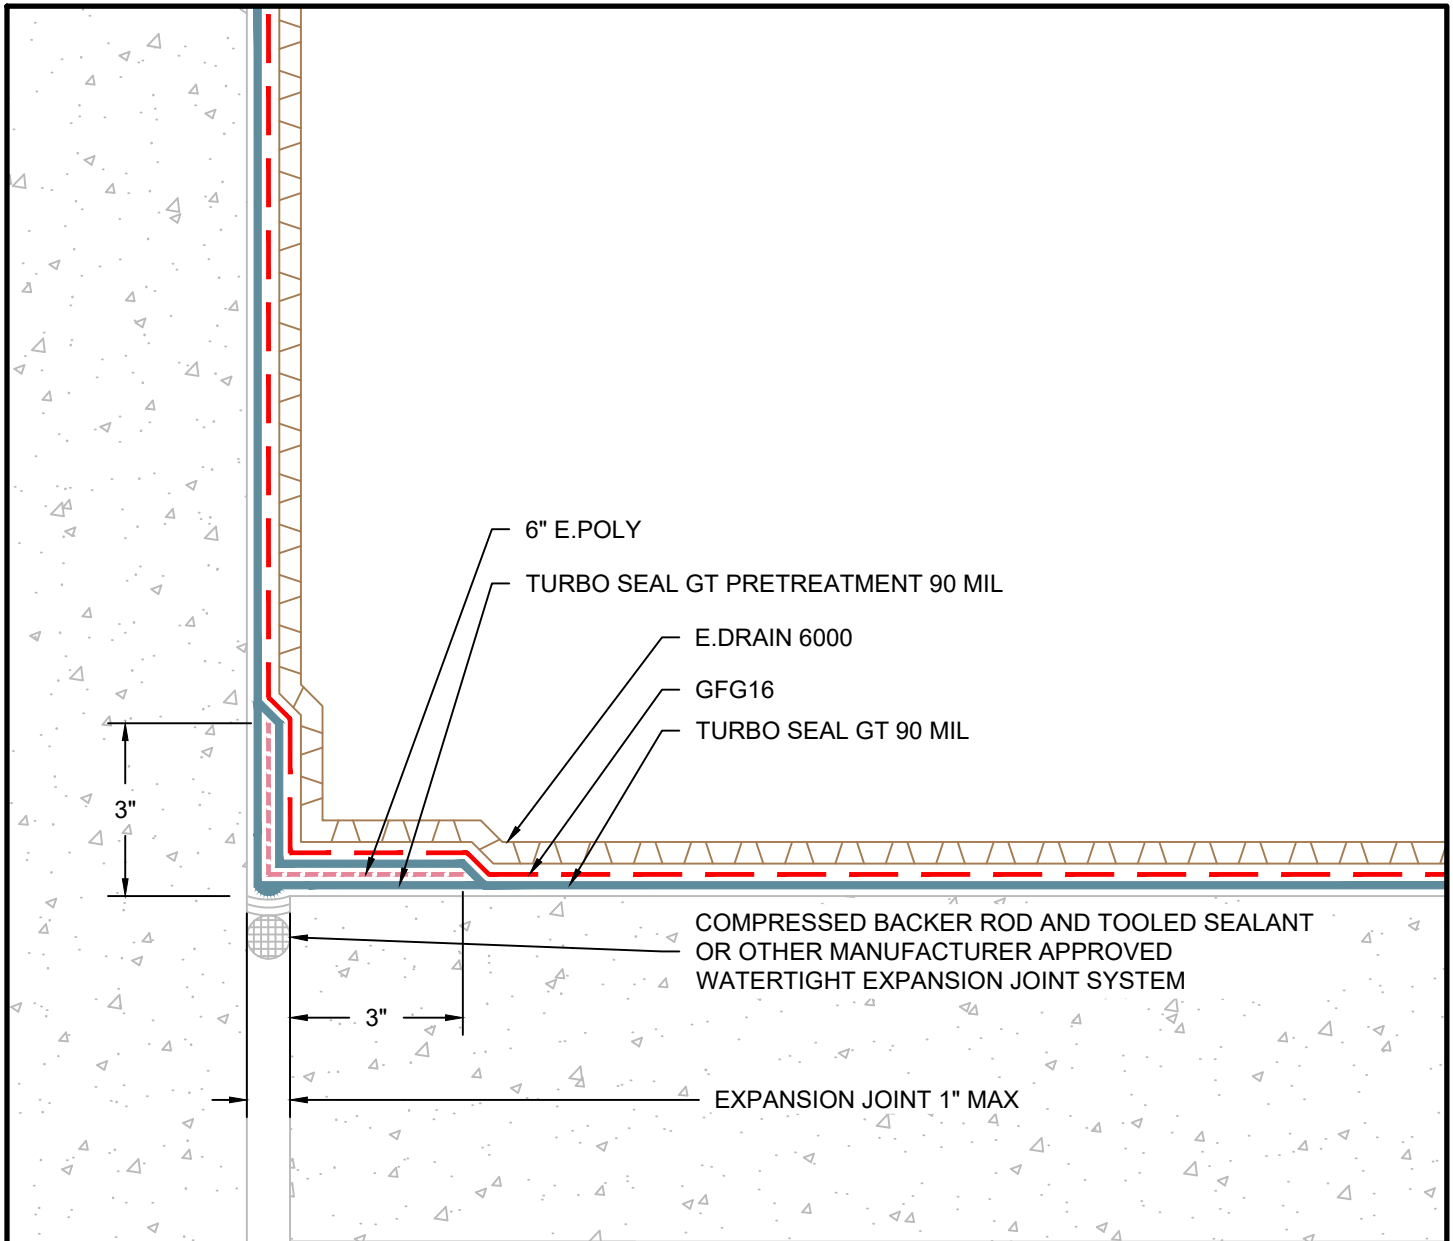 6" E.POLY
TURBO SEAL GT PRETREATMENT 90 MIL
E.DRAIN 6000
GFG16
TURBO SEAL GT 90 MIL
3"
COMPRESSED BACKER ROD AND TOOLED SEALANT
OR OTHER MANUFACTURER APPROVED
WATERTIGHT EXPANSION JOINT SYSTEM
3"
EXPANSION JOINT 1" MAX